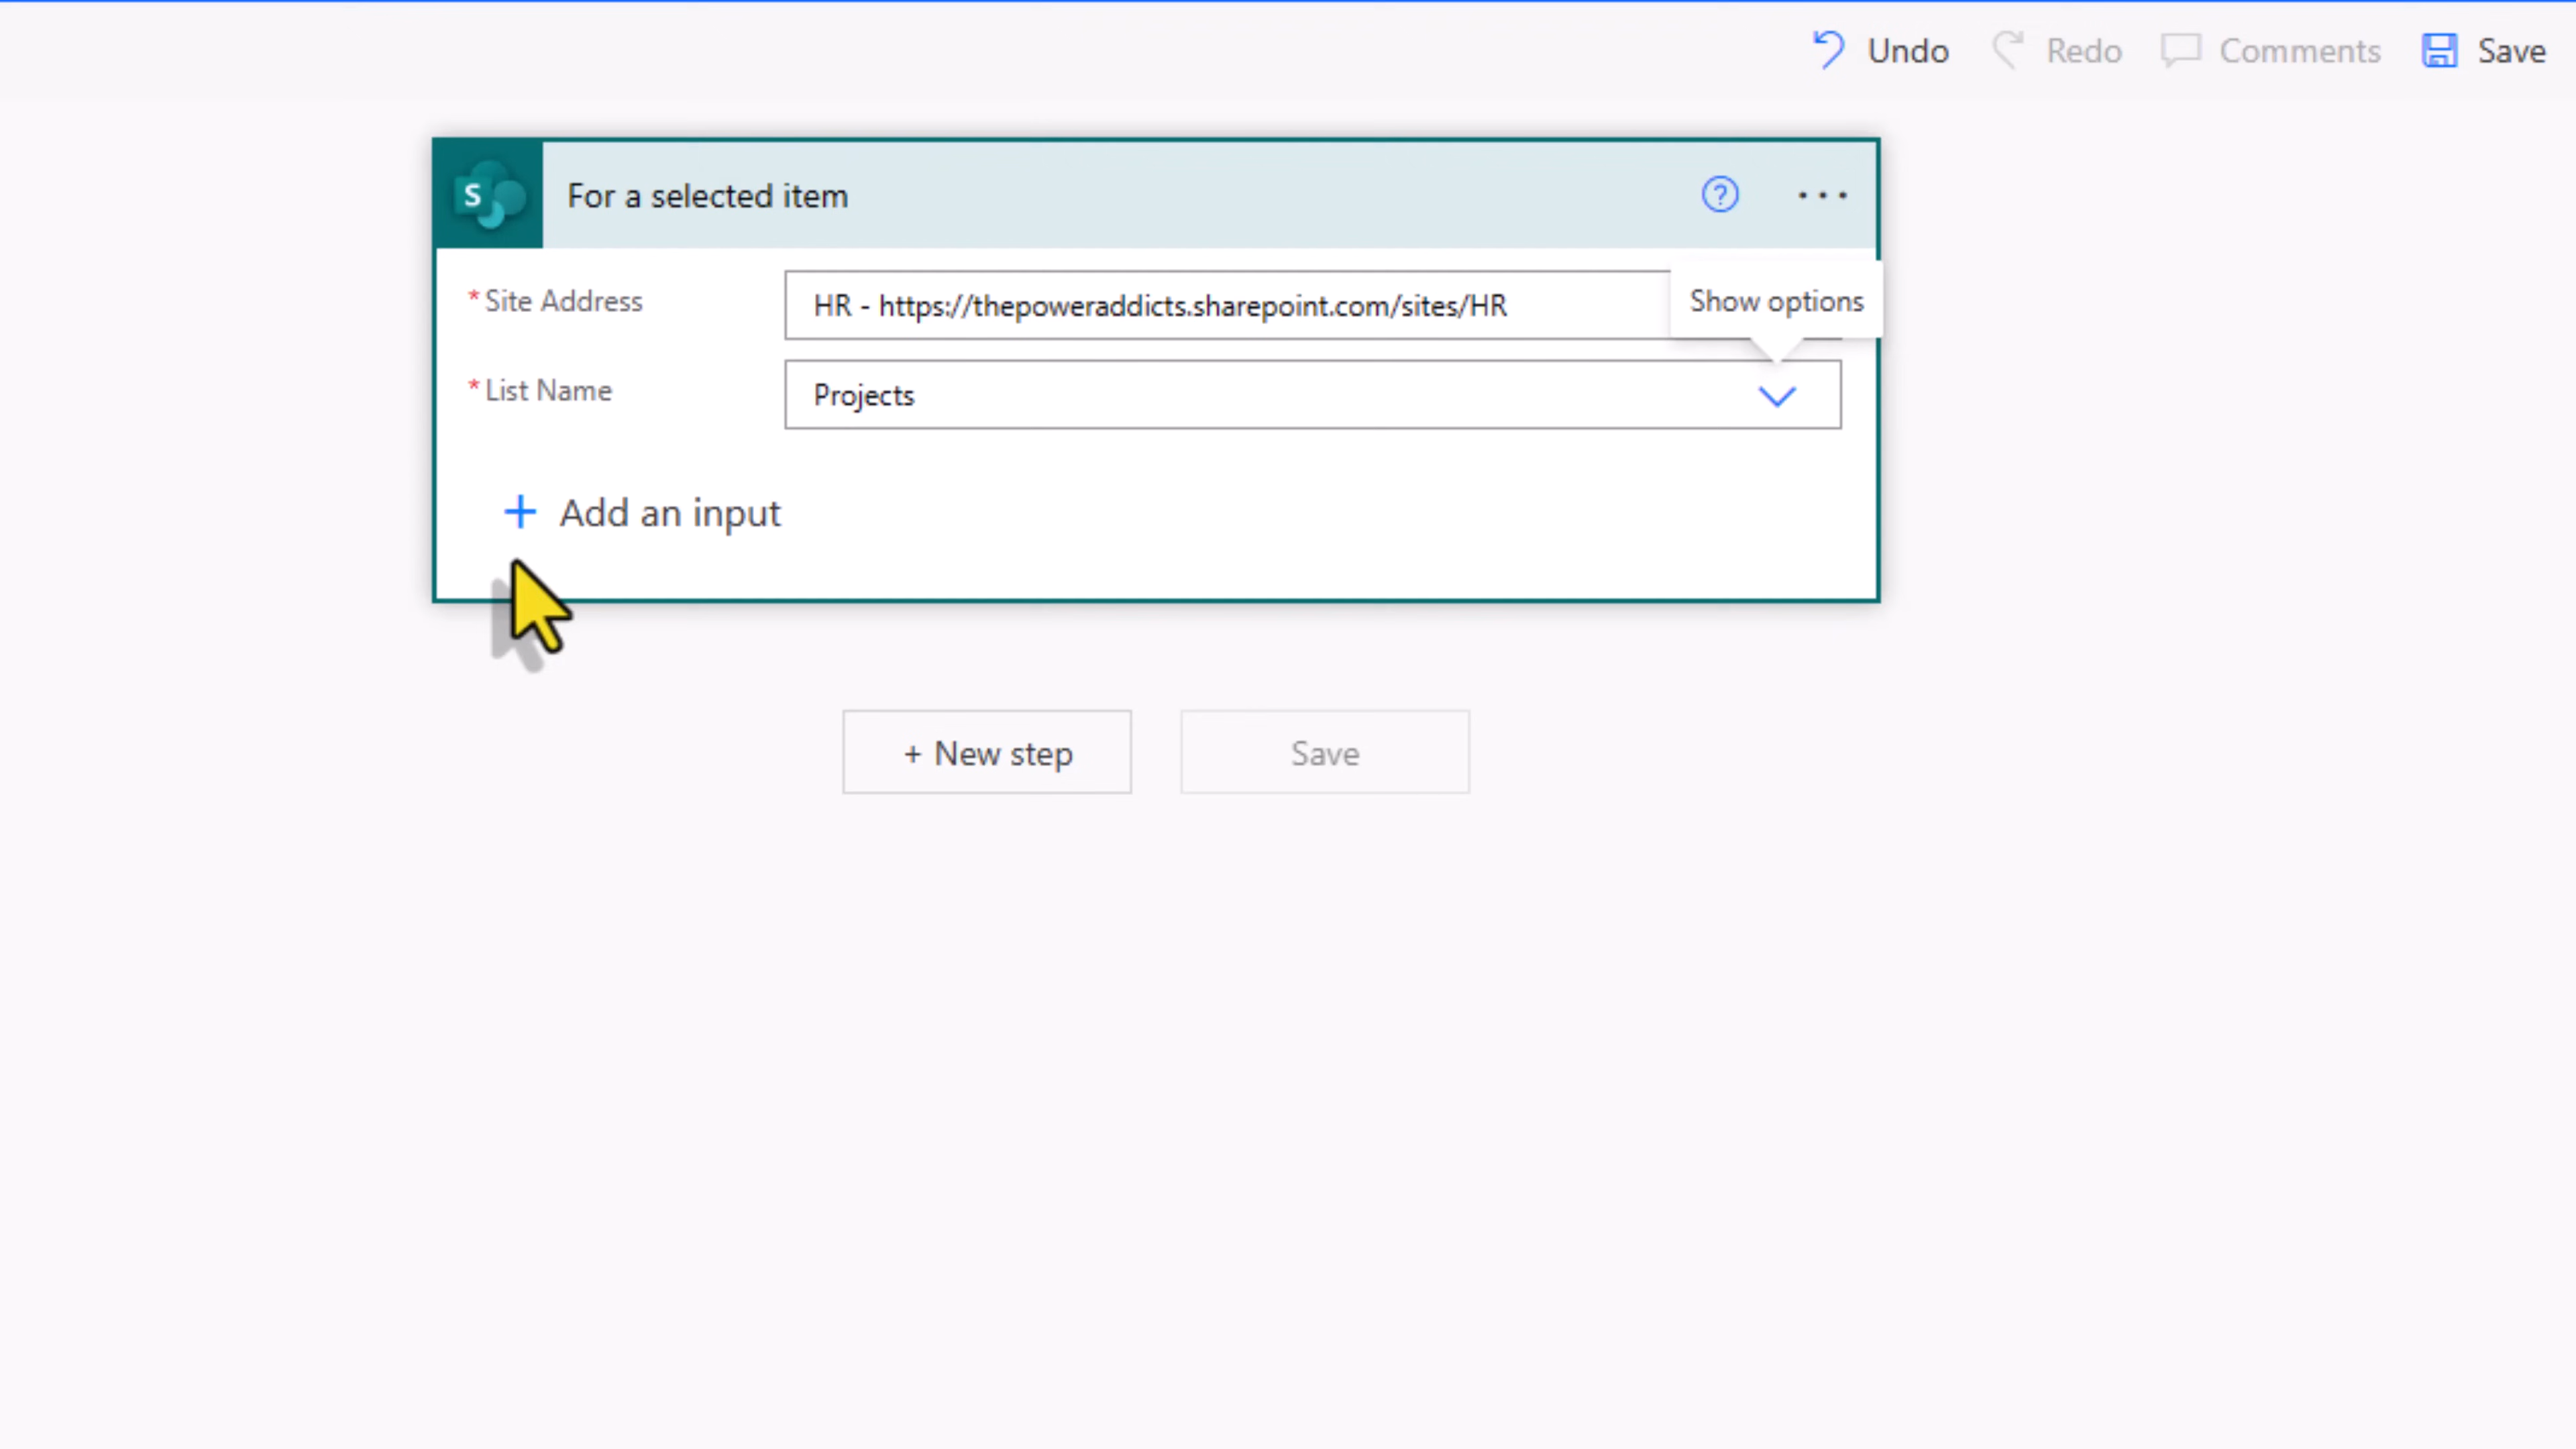 Undo Redo Comments Save
S For a selected item ? ...
* Site Address HR - https://thepoweraddicts.sharepoint.com/sites/HR Show options
* List Name Projects
+ Add an input
+ New step Save